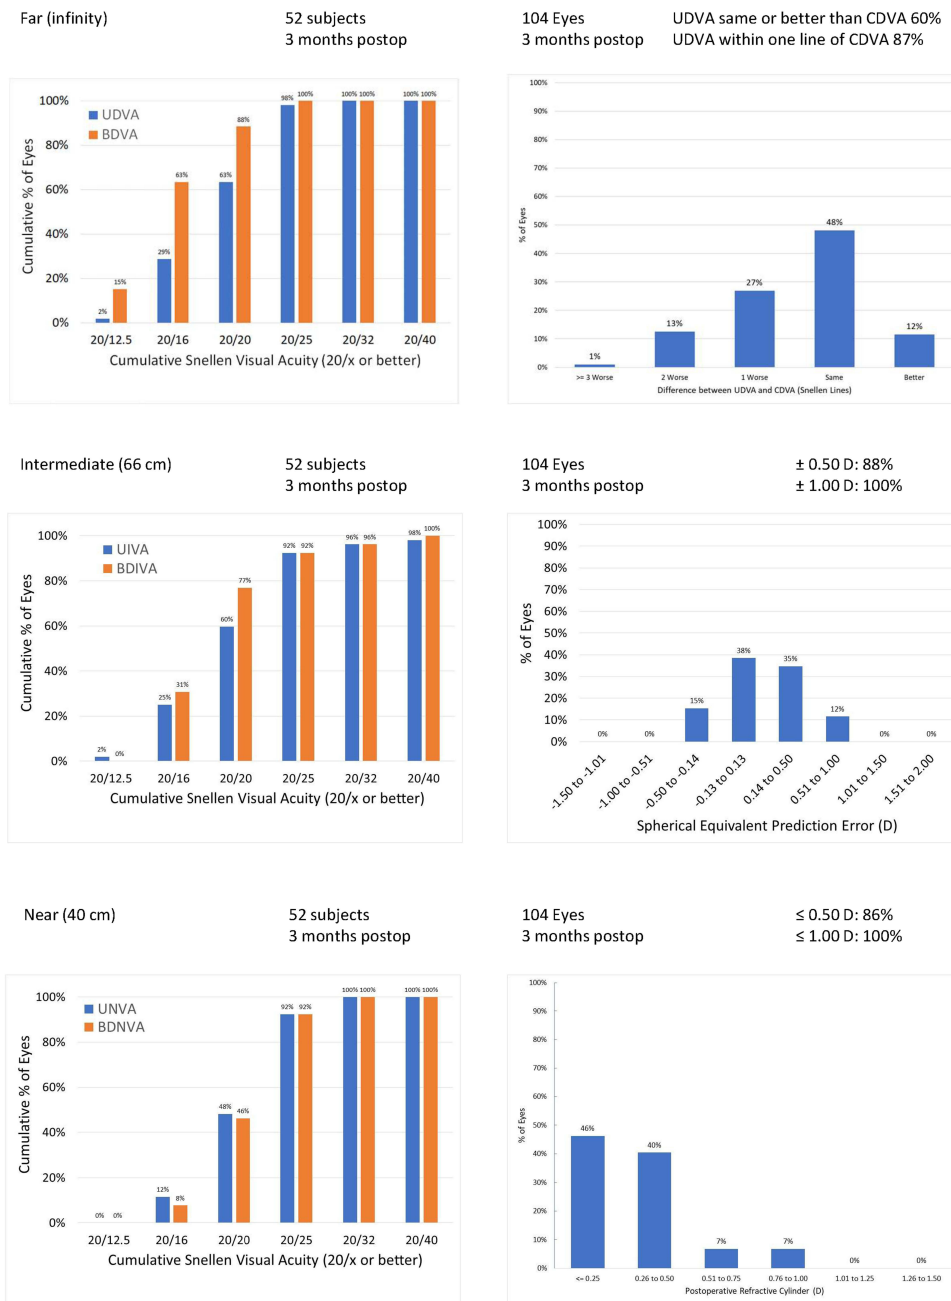 Far (infinity) 52 subjects
3 months postop
104 Eyes UDVA same or better than CDVA 60%
3 months postop UDVA within one line of CDVA 87%
Cumulative % of Eyes
100%
80%
60%
40%
20%
0%
UDVA
BDVA
2% 15% 29% 63% 63% 88% 98% 100% 100% 100% 100% 100%
20/12.5 20/16 20/20 20/25 20/32 20/40
Cumulative Snellen Visual Acuity (20/x or better)
% of Eyes
100%
90%
80%
70%
60%
50%
40%
30%
20%
10%
0%
1% 13% 27% 48% 12%
>= 3 Worse 2 Worse 1 Worse Same Better
Difference between UDVA and CDVA (Snellen Lines)
Intermediate (66 cm) 52 subjects
3 months postop
104 Eyes ± 0.50 D: 88%
3 months postop ± 1.00 D: 100%
Cumulative % of Eyes
100%
80%
60%
40%
20%
0%
UIVA
BDIVA
2% 0% 25% 31% 60% 77% 92% 92% 96% 96% 98% 100%
20/12.5 20/16 20/20 20/25 20/32 20/40
Cumulative Snellen Visual Acuity (20/x or better)
% of Eyes
100%
90%
80%
70%
60%
50%
40%
30%
20%
10%
0%
0% 0% 15% 38% 35% 12% 0% 0%
-1.50 to -1.01 -1.00 to -0.51 -0.50 to -0.14 -0.13 to 0.13 0.14 to 0.50 0.51 to 1.00 1.01 to 1.50 1.51 to 2.00
Spherical Equivalent Prediction Error (D)
Near (40 cm) 52 subjects
3 months postop
104 Eyes ≤ 0.50 D: 86%
3 months postop ≤ 1.00 D: 100%
Cumulative % of Eyes
100%
80%
60%
40%
20%
0%
UNVA
BDNVA
0% 0% 12% 8% 48% 46% 92% 92% 100% 100% 100% 100%
20/12.5 20/16 20/20 20/25 20/32 20/40
Cumulative Snellen Visual Acuity (20/x or better)
% of Eyes
100%
90%
80%
70%
60%
50%
40%
30%
20%
10%
0%
46% 40% 7% 7% 0% 0%
<= 0.25 0.26 to 0.50 0.51 to 0.75 0.76 to 1.00 1.01 to 1.25 1.26 to 1.50
Postoperative Refractive Cylinder (D)